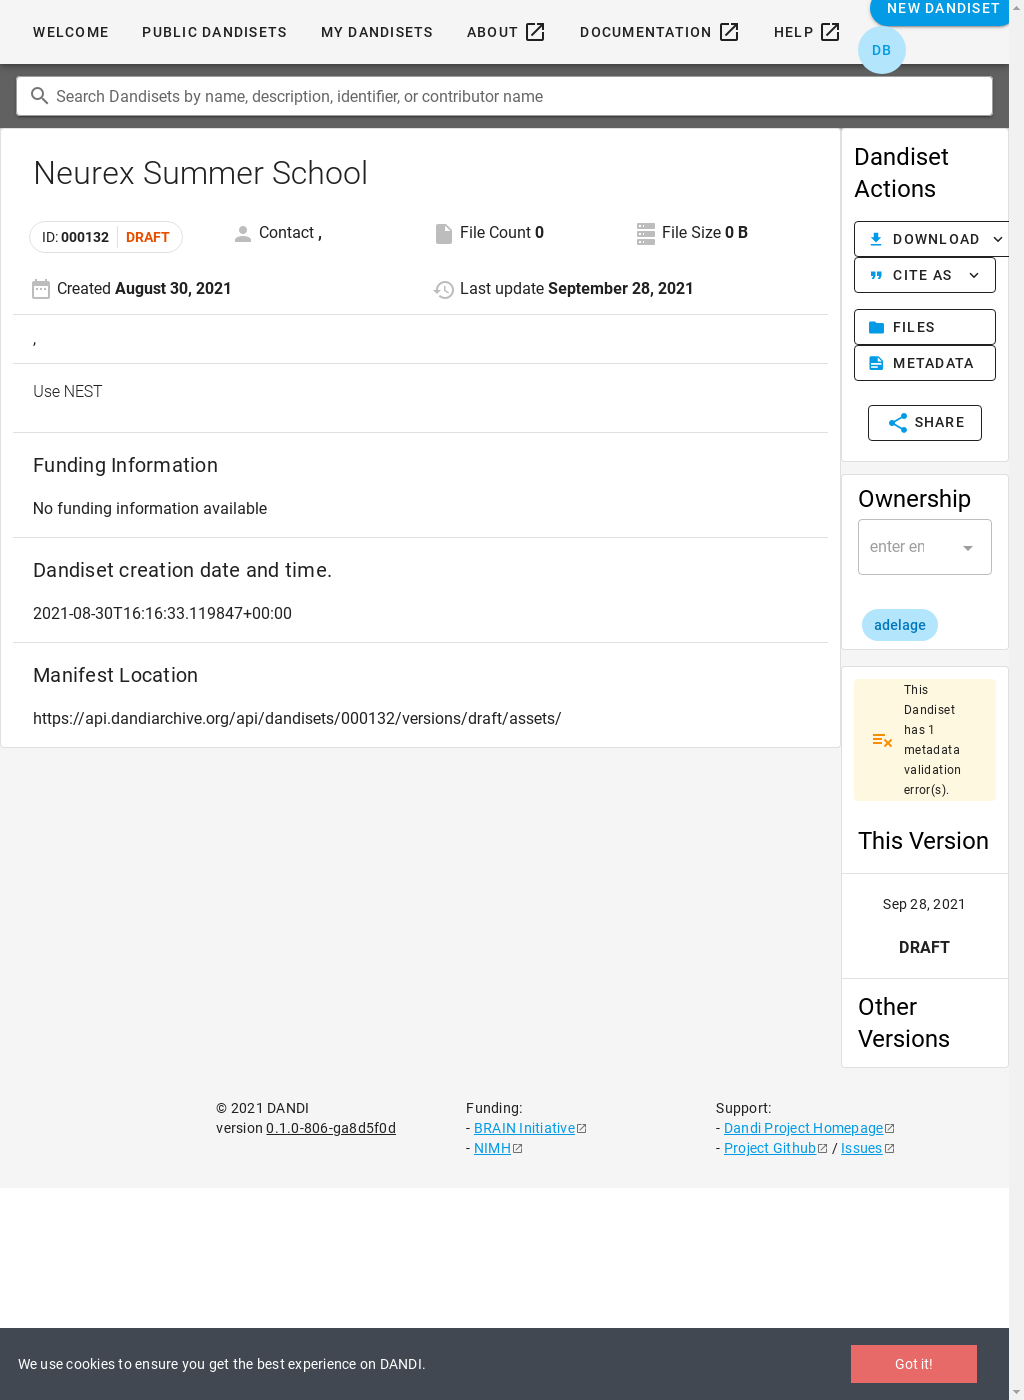 WELCOME
PUBLIC DANDISETS
MY DANDISETS
ABOUT
DOCUMENTATION
HELP
NEW DANDISET
DB
Search Dandisets by name, description, identifier, or contributor name
Neurex Summer School
ID: 000132 DRAFT
Contact ,
File Count 0
File Size 0 B
Created August 30, 2021
Last update September 28, 2021
,
Use NEST
Funding Information
No funding information available
Dandiset creation date and time.
2021-08-30T16:16:33.119847+00:00
Manifest Location
https://api.dandiarchive.org/api/dandisets/000132/versions/draft/assets/
Dandiset
Actions
DOWNLOAD
CITE AS
FILES
METADATA
SHARE
Ownership
enter en
adelage
This
Dandiset
has 1
metadata
validation
error(s).
This Version
Sep 28, 2021
DRAFT
Other
Versions
© 2021 DANDI
version 0.1.0-806-ga8d5f0d
Funding:
- BRAIN Initiative
- NIMH
Support:
- Dandi Project Homepage
- Project Github / Issues
We use cookies to ensure you get the best experience on DANDI.
Got it!